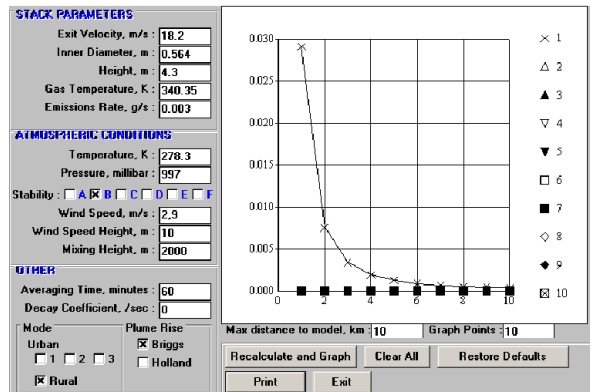 STACK PARAMETERS
Exit Velocity, m/s : 18.2
Inner Diameter, m : 0.564
Height, m : 4.3
Gas Temperature, K : 340.35
Emissions Rate, g/s : 0.003
ATMOSPHERIC CONDITIONS
Temperature, K : 278.3
Pressure, millibar : 997
Stability : A B C D E F
Wind Speed, m/s : 2,9
Wind Speed Height, m : 10
Mixing Height, m : 2000
OTHER
Averaging Time, minutes : 60
Decay Coefficient, /sec : 0
Mode
Urban
1 2 3
Rural
Plume Rise
Briggs
Holland
0.030
0.025
0.020
0.015
0.010
0.005
0.000
0 2 4 6 8 10
1
2
3
4
5
6
7
8
9
10
Max distance to model, km : 10 Graph Points : 10
Recalculate and Graph Clear All Restore Defaults
Print Exit